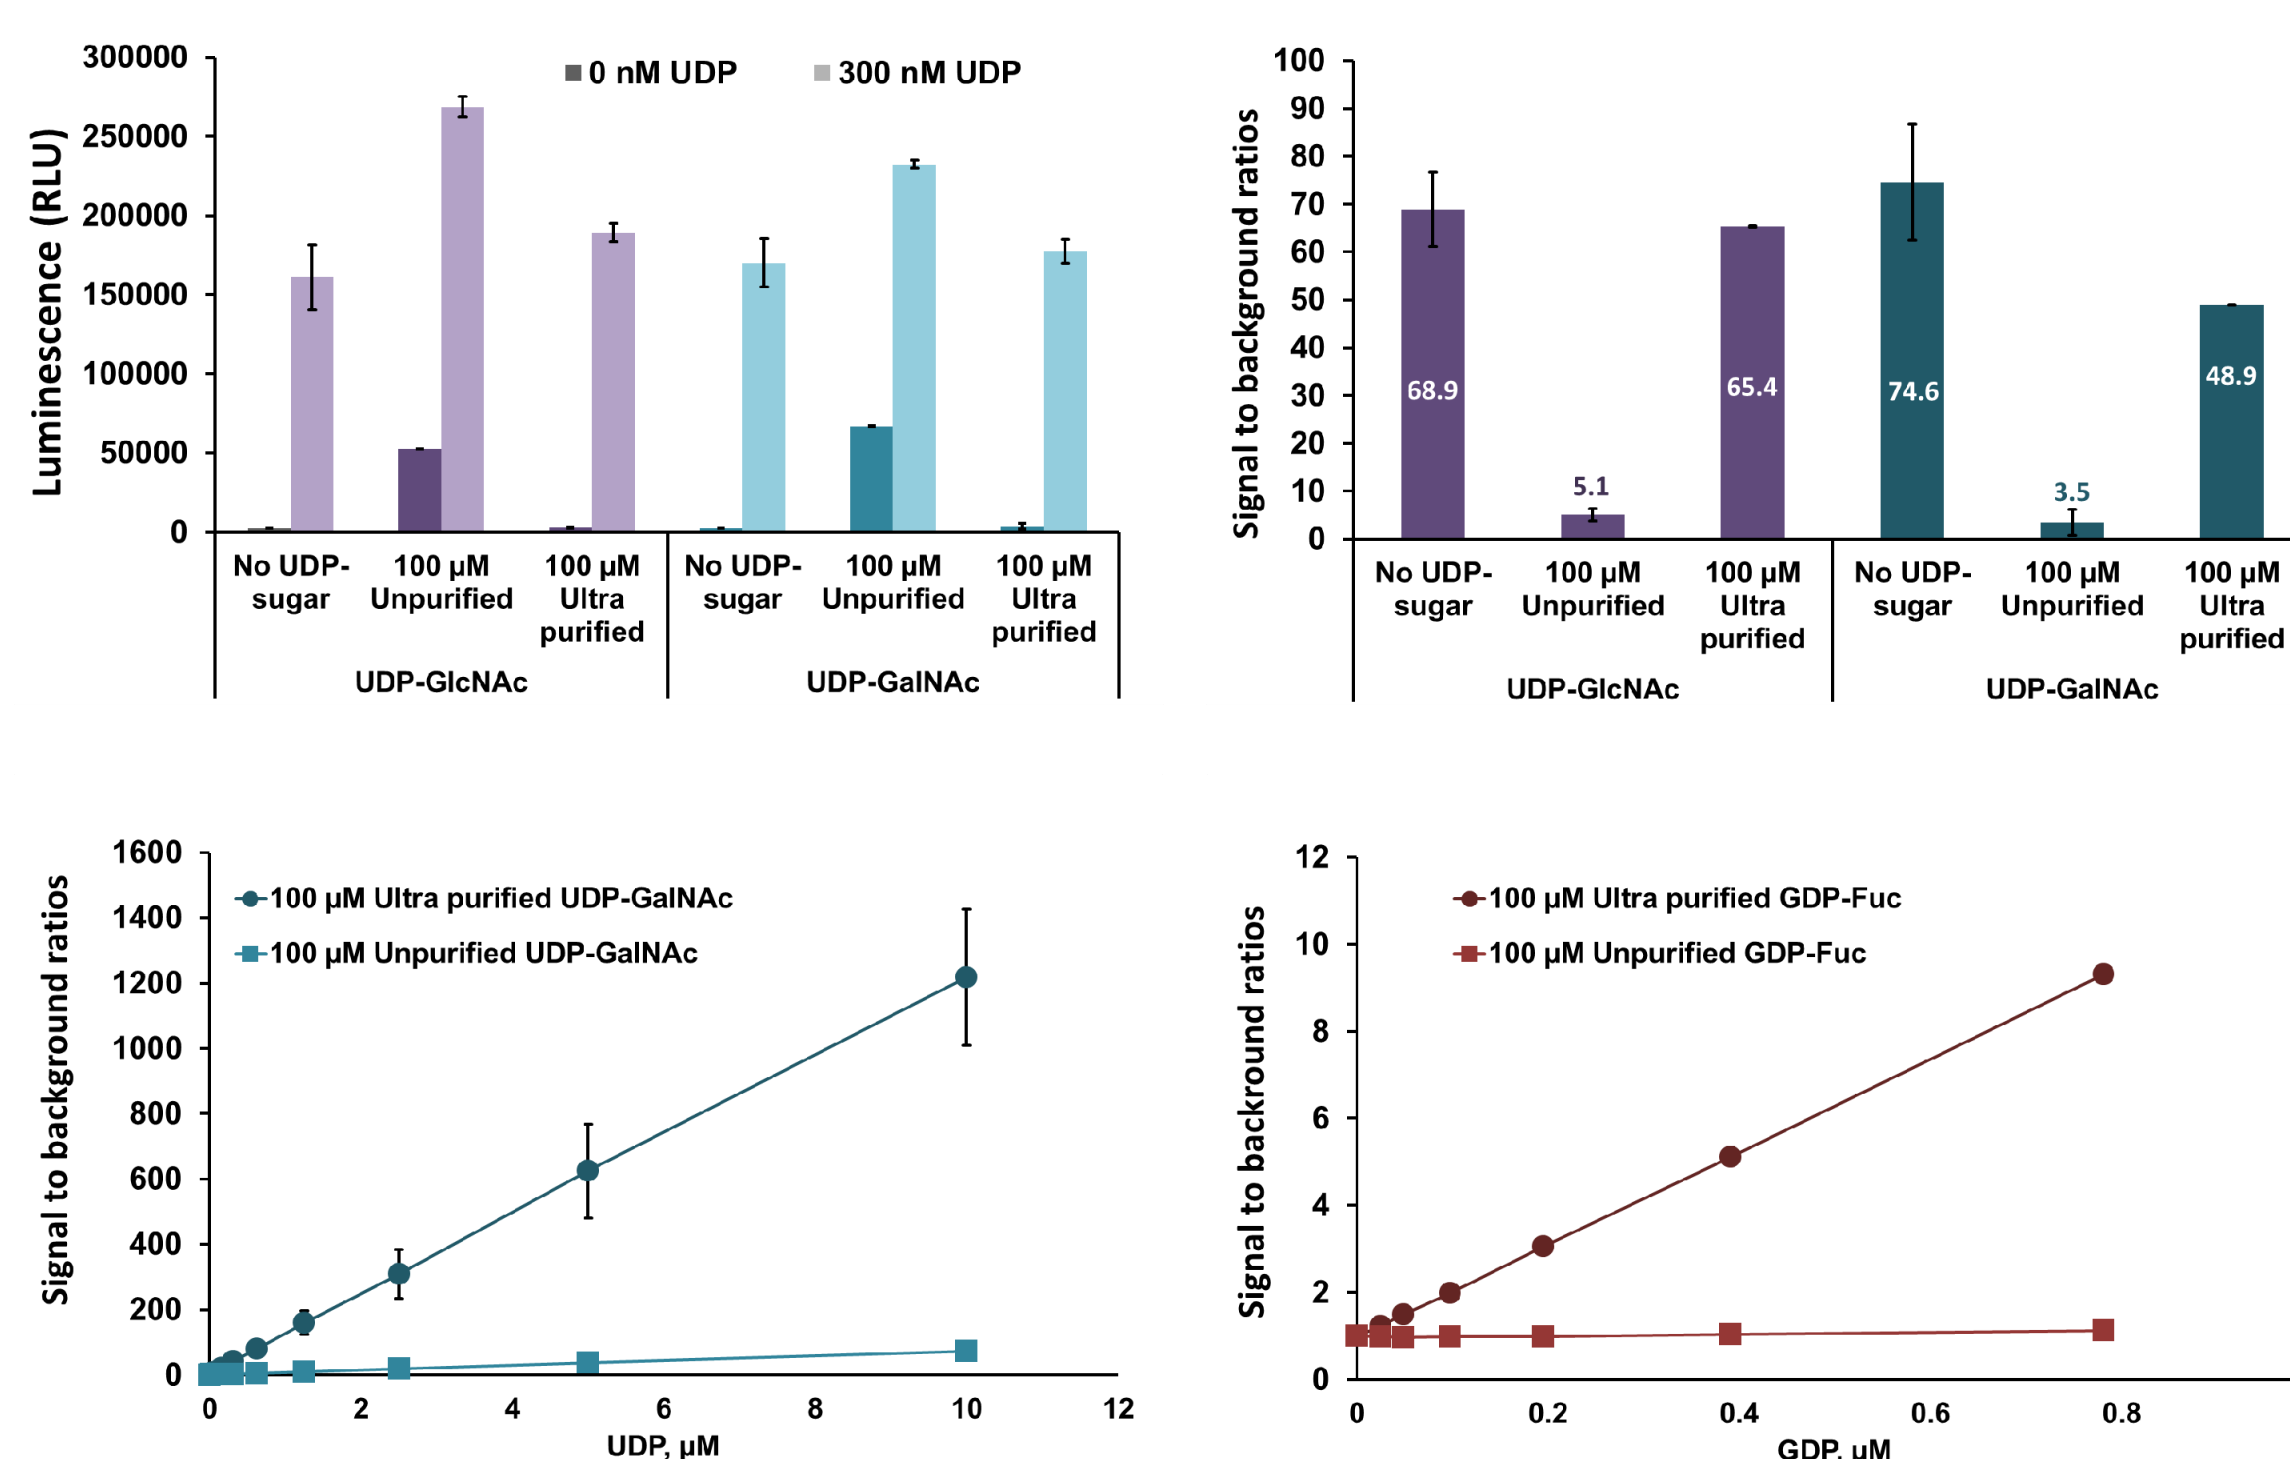 300000
250000
200000
150000
100000
50000
0
Luminescence (RLU)
0 nM UDP
300 nM UDP
No UDP-
sugar
100 µM
Unpurified
100 µM
Ultra
purified
No UDP-
sugar
100 µM
Unpurified
100 µM
Ultra
purified
UDP-GlcNAc
UDP-GalNAc
100
90
80
70
60
50
40
30
20
10
0
Signal to background ratios
68.9
5.1
65.4
74.6
3.5
48.9
No UDP-
sugar
100 µM
Unpurified
100 µM
Ultra
purified
No UDP-
sugar
100 µM
Unpurified
100 µM
Ultra
purified
UDP-GlcNAc
UDP-GalNAc
1600
1400
1200
1000
800
600
400
200
0
Signal to background ratios
100 µM Ultra purified UDP-GalNAc
100 µM Unpurified UDP-GalNAc
0
2
4
6
8
10
12
UDP, µM
12
10
8
6
4
2
0
Signal to backround ratios
100 µM Ultra purified GDP-Fuc
100 µM Unpurified GDP-Fuc
0
0.2
0.4
0.6
0.8
GDP, µM